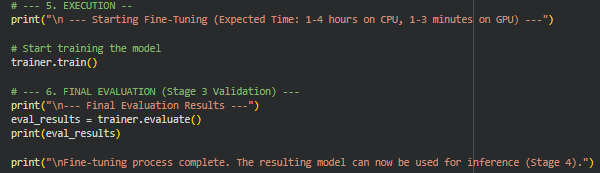 # --- 5. EXECUTION --
print("\n --- Starting Fine-Tuning (Expected Time: 1-4 hours on CPU, 1-3 minutes on GPU) ---")
# Start training the model
trainer.train()
# --- 6. FINAL EVALUATION (Stage 3 Validation) ---
print("\n--- Final Evaluation Results ---")
eval_results = trainer.evaluate()
print(eval_results)
print("\nFine-tuning process complete. The resulting model can now be used for inference (Stage 4).")